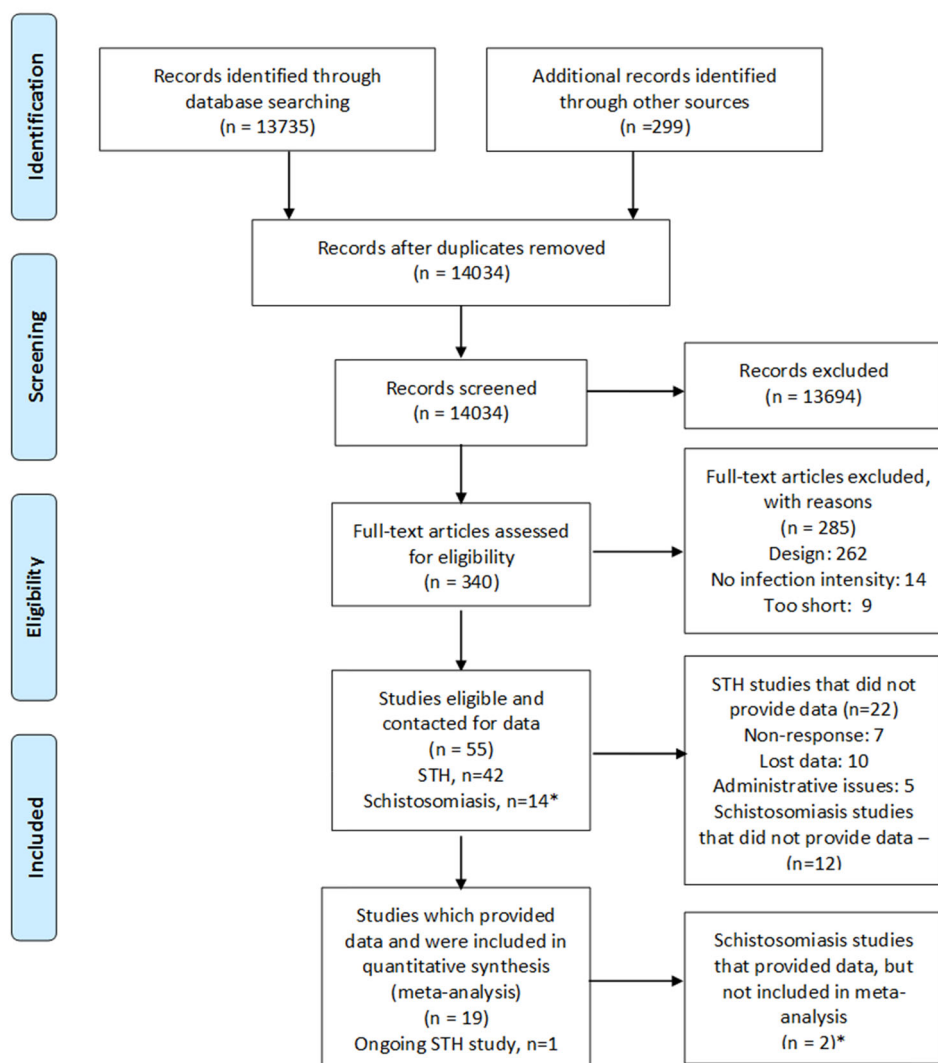 Identification
Records identified through
database searching
(n = 13735)
Additional records identified
through other sources
(n =299)
Records after duplicates removed
(n = 14034)
Screening
Records screened
(n = 14034)
Records excluded
(n = 13694)
Eligibility
Full-text articles assessed
for eligibility
(n = 340)
Full-text articles excluded,
with reasons
(n = 285)
Design: 262
No infection intensity: 14
Too short: 9
Studies eligible and
contacted for data
(n = 55)
STH, n=42
Schistosomiasis, n=14*
STH studies that did not
provide data (n=22)
Non-response: 7
Lost data: 10
Administrative issues: 5
Schistosomiasis studies
that did not provide data –
(n=12)
Included
Studies which provided
data and were included in
quantitative synthesis
(meta-analysis)
(n = 19)
Ongoing STH study, n=1
Schistosomiasis studies
that provided data, but
not included in meta-
analysis
(n = 2)*